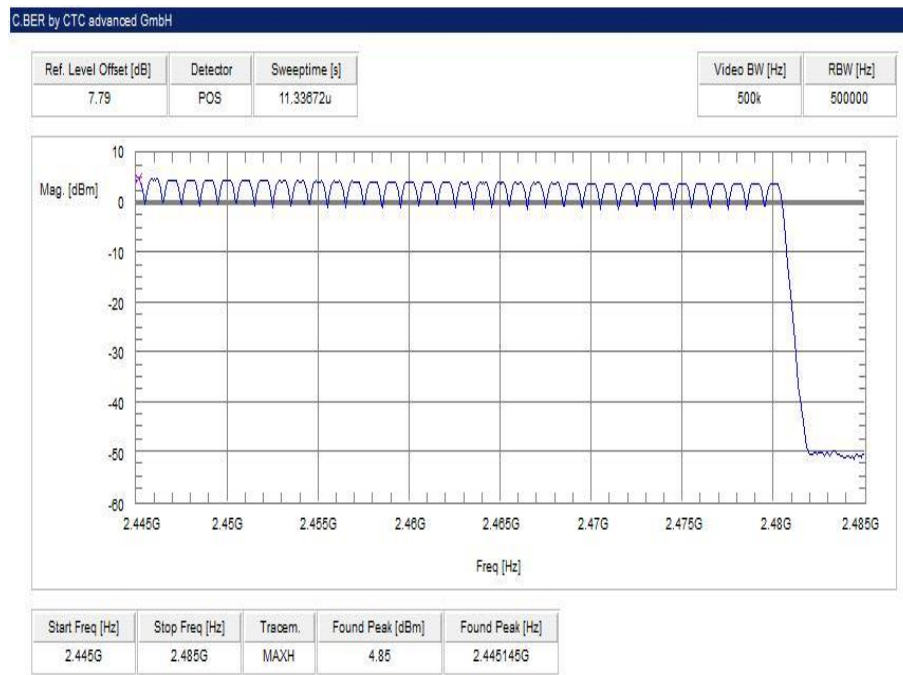 C.BER by CTC advanced GmbH
Ref. Level Offset [dB] Detector Sweeptime [s] Video BW [Hz] RBW [Hz]
7.79 POS 11.33672u 500k 500000
Mag. [dBm]
10
0
-10
-20
-30
-40
-50
-60
2.445G 2.45G 2.455G 2.46G 2.465G 2.47G 2.475G 2.48G 2.485G
Freq [Hz]
Start Freq [Hz] Stop Freq [Hz] Tracem. Found Peak [dBm] Found Peak [Hz]
2.445G 2.485G MAXH 4.85 2.445145G